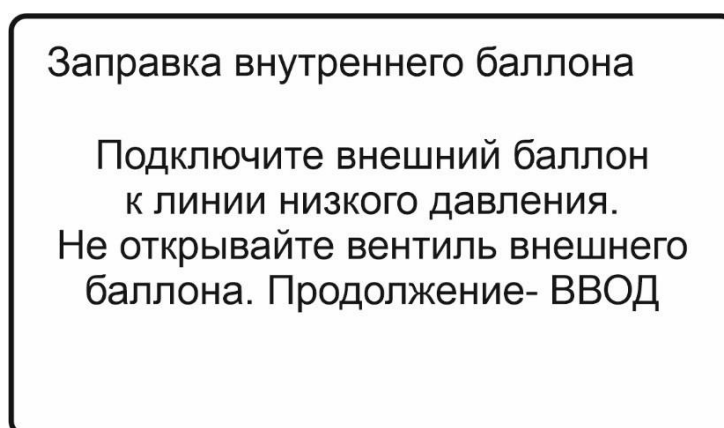 Заправка внутреннего баллона
Подключите внешний баллон
к линии низкого давления.
Не открывайте вентиль внешнего
баллона. Продолжение- ВВОД